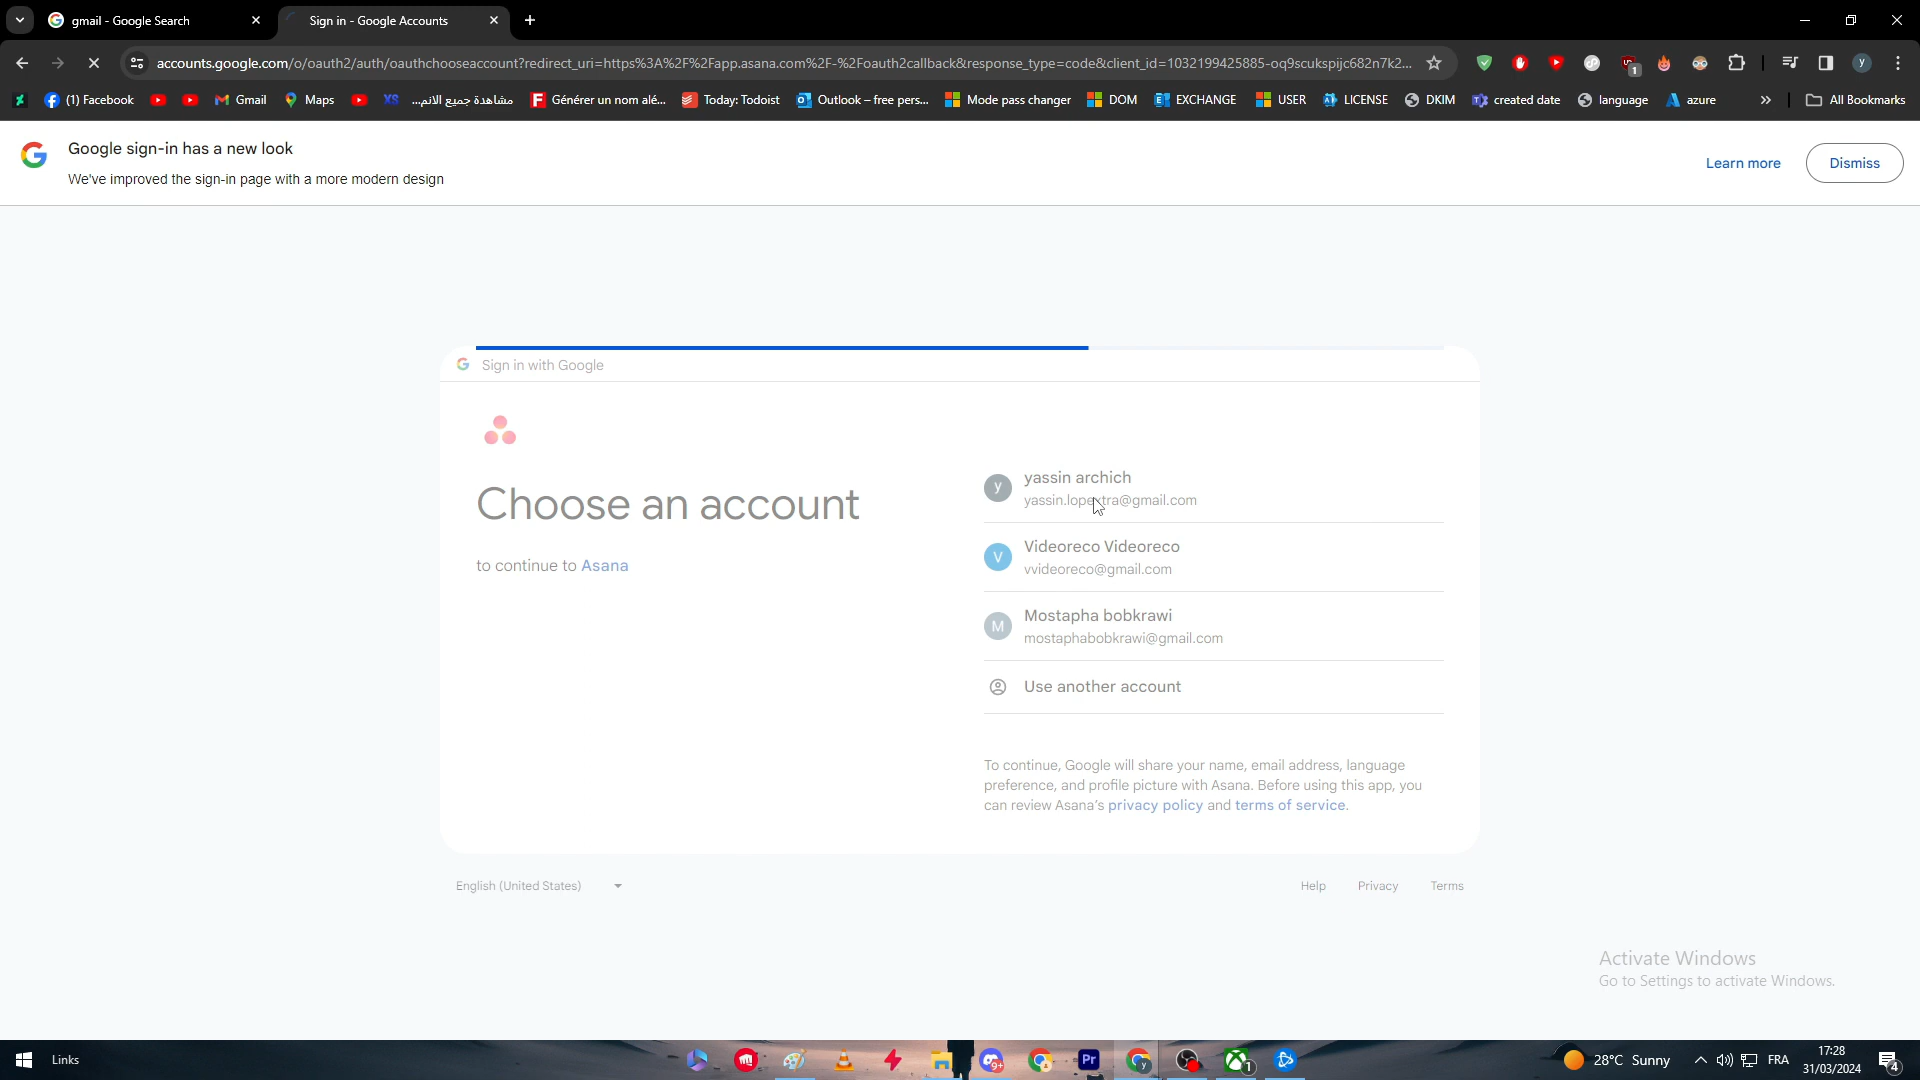 gmail - Google Search
Sign in - Google Accounts
accounts.google.com/o/oauth2/auth/oauthchooseaccount?redirect_uri=https%3A%2F%2Fapp.asana.com%2F-%2Foauth2callback&response_type=code&client_id=1032199425885-oq9scukspijc682n7k2...
1
y
(1) Facebook
Gmail
Maps
XS
مشاهدة جميع الانم...
Générer un nom alé...
Today: Todoist
Outlook – free pers...
Mode pass changer
DOM
EXCHANGE
USER
LICENSE
DKIM
created date
language
azure
All Bookmarks
Google sign-in has a new look
We've improved the sign-in page with a more modern design
Learn more
Dismiss
Sign in with Google
Choose an account
to continue to Asana
y
yassin archich
V
Videoreco Videoreco
vvideoreco@gmail.com
M
Mostapha bobkrawi
mostaphabobkrawi@gmail.com
Use another account
To continue, Google will share your name, email address, language
preference, and profile picture with Asana. Before using this app, you
can review Asana's privacy policy and terms of service.
English (United States)
Help
Privacy
Terms
Activate Windows
Go to Settings to activate Windows.
Links
9+
Pr
y
1
28°C Sunny
FRA
17:28
31/03/2024
4